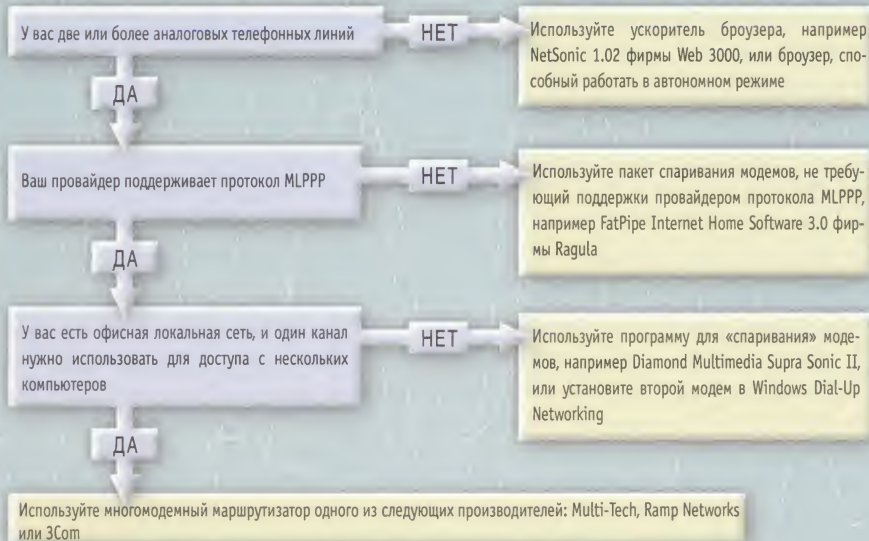 У вас две или более аналоговых телефонных линий
НЕТ
Используйте ускоритель броузера, например
NetSonic 1.02 фирмы Web 3000, или броузер, спо-
собный работать в автономном режиме
ДА
Ваш провайдер поддерживает протокол MLPPP
НЕТ
Используйте пакет спаривания модемов, не требу-
ющий поддержки провайдером протокола MLPPP,
например FatPipe Internet Home Software 3.0 фир-
мы Ragula
ДА
У вас есть офисная локальная сеть, и один канал
нужно использовать для доступа с нескольких
компьютеров
НЕТ
Используйте программу для «спаривания» моде-
мов, например Diamond Multimedia Supra Sonic II,
или установите второй модем в Windows Dial-Up
Networking
ДА
Используйте многомодемный маршрутизатор одного из следующих производителей: Multi-Tech, Ramp Networks
или 3Com